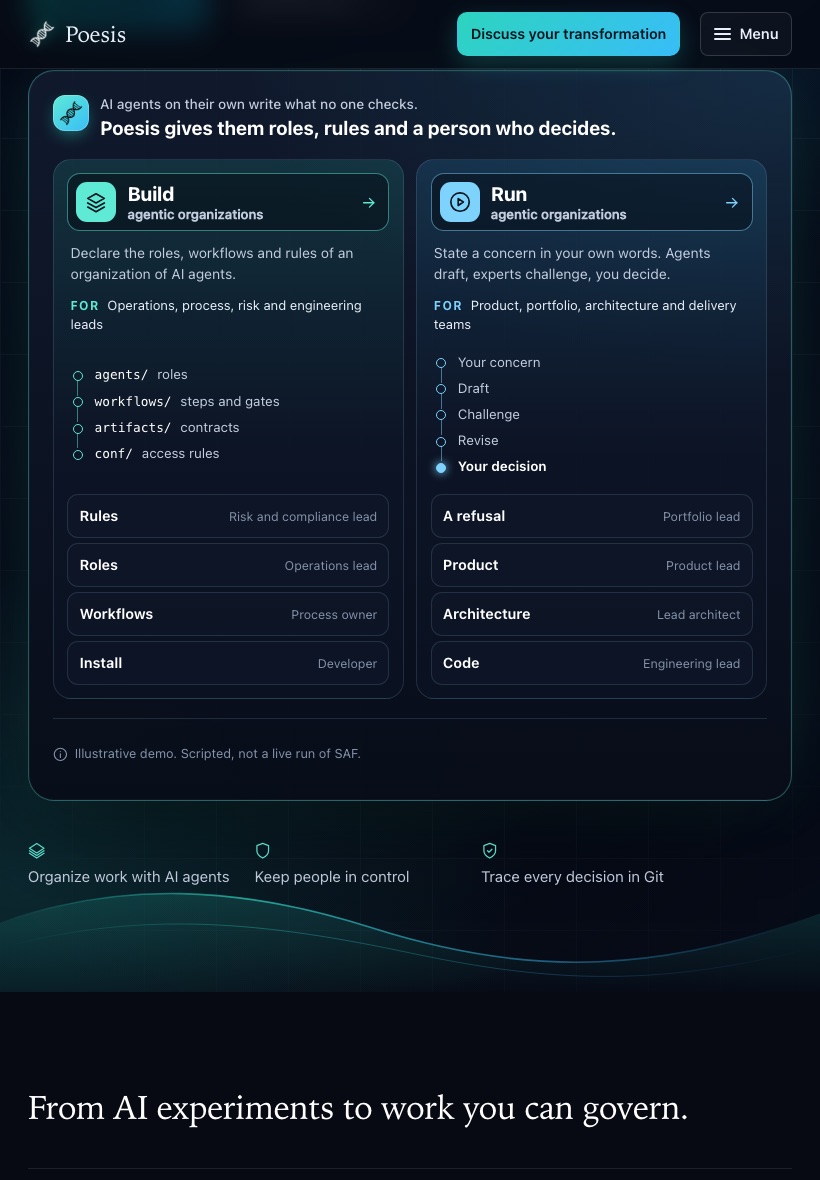 Poesis
Discuss your transformation
Menu
AI agents on their own write what no one checks.
Poesis gives them roles, rules and a person who decides.
Build
agentic organizations
Declare the roles, workflows and rules of an
organization of AI agents.
FOR Operations, process, risk and engineering
leads
agents/ roles
workflows/ steps and gates
artifacts/ contracts
conf/ access rules
Rules Risk and compliance lead
Roles Operations lead
Workflows Process owner
Install Developer
Run
agentic organizations
State a concern in your own words. Agents
draft, experts challenge, you decide.
FOR Product, portfolio, architecture and delivery
teams
Your concern
Draft
Challenge
Revise
Your decision
A refusal Portfolio lead
Product Product lead
Architecture Lead architect
Code Engineering lead
Illustrative demo. Scripted, not a live run of SAF.
Organize work with AI agents
Keep people in control
Trace every decision in Git
From AI experiments to work you can govern.